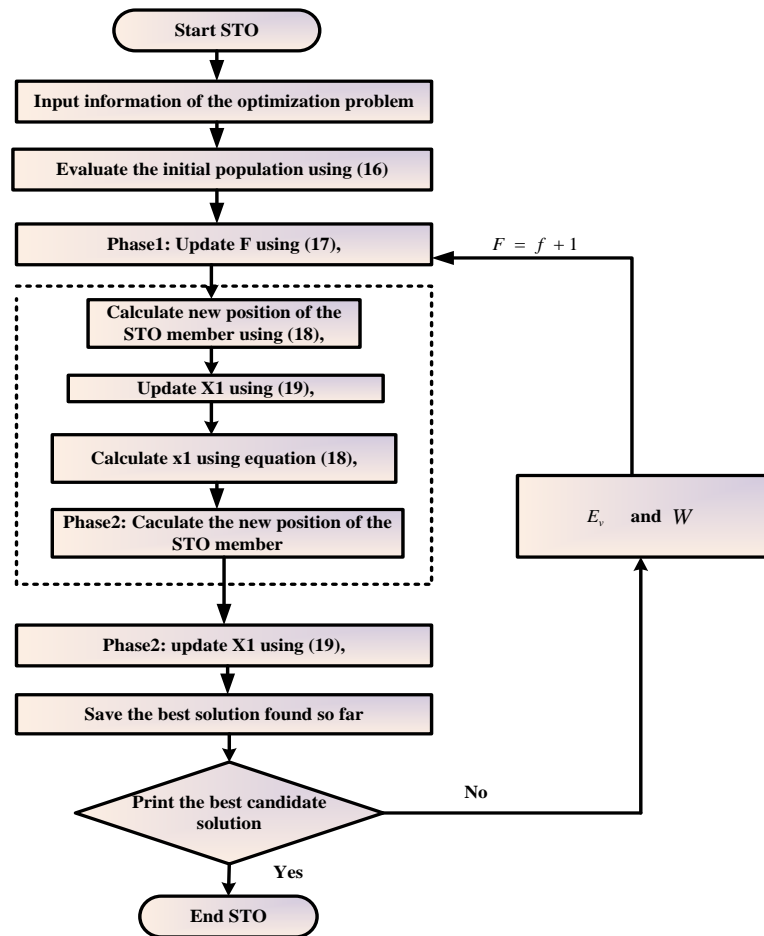 Start STO
Input information of the optimization problem
Evaluate the initial population using (16)
Phase1: Update F using (17),
F = f + 1
Calculate new position of the
STO member using (18),
Update X1 using (19),
Calculate x1 using equation (18),
Phase2: Caculate the new position of the
STO member
E_v and W
Phase2: update X1 using (19),
Save the best solution found so far
Print the best candidate
solution
No
Yes
End STO